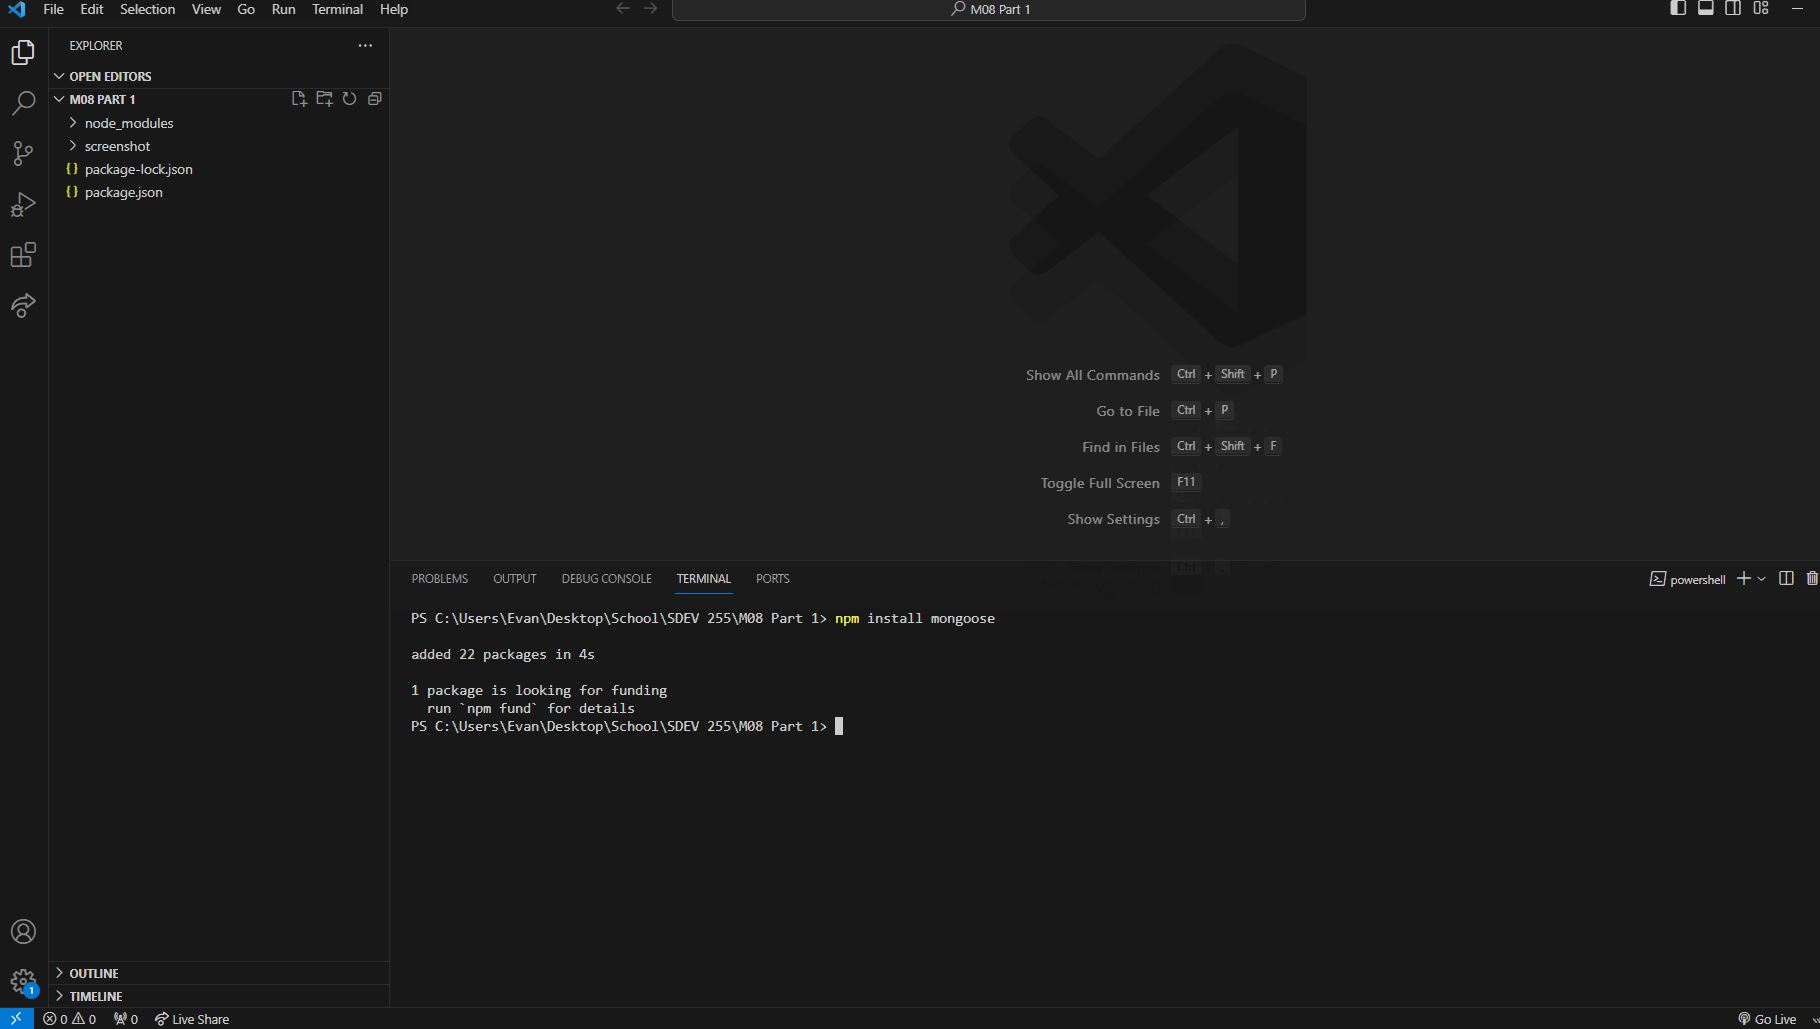 File Edit Selection View Go Run Terminal Help
M08 Part 1
EXPLORER
OPEN EDITORS
M08 PART 1
node_modules
screenshot
{} package-lock.json
{} package.json
Show All Commands Ctrl + Shift + P
Go to File Ctrl + P
Find in Files Ctrl + Shift + F
Toggle Full Screen F11
Show Settings Ctrl + ,
PROBLEMS OUTPUT DEBUG CONSOLE TERMINAL PORTS
powershell
PS C:\Users\Evan\Desktop\School\SDEV 255\M08 Part 1> npm install mongoose
added 22 packages in 4s
1 package is looking for funding
run `npm fund` for details
PS C:\Users\Evan\Desktop\School\SDEV 255\M08 Part 1>
OUTLINE
1
TIMELINE
0 0 0 Live Share
Go Live